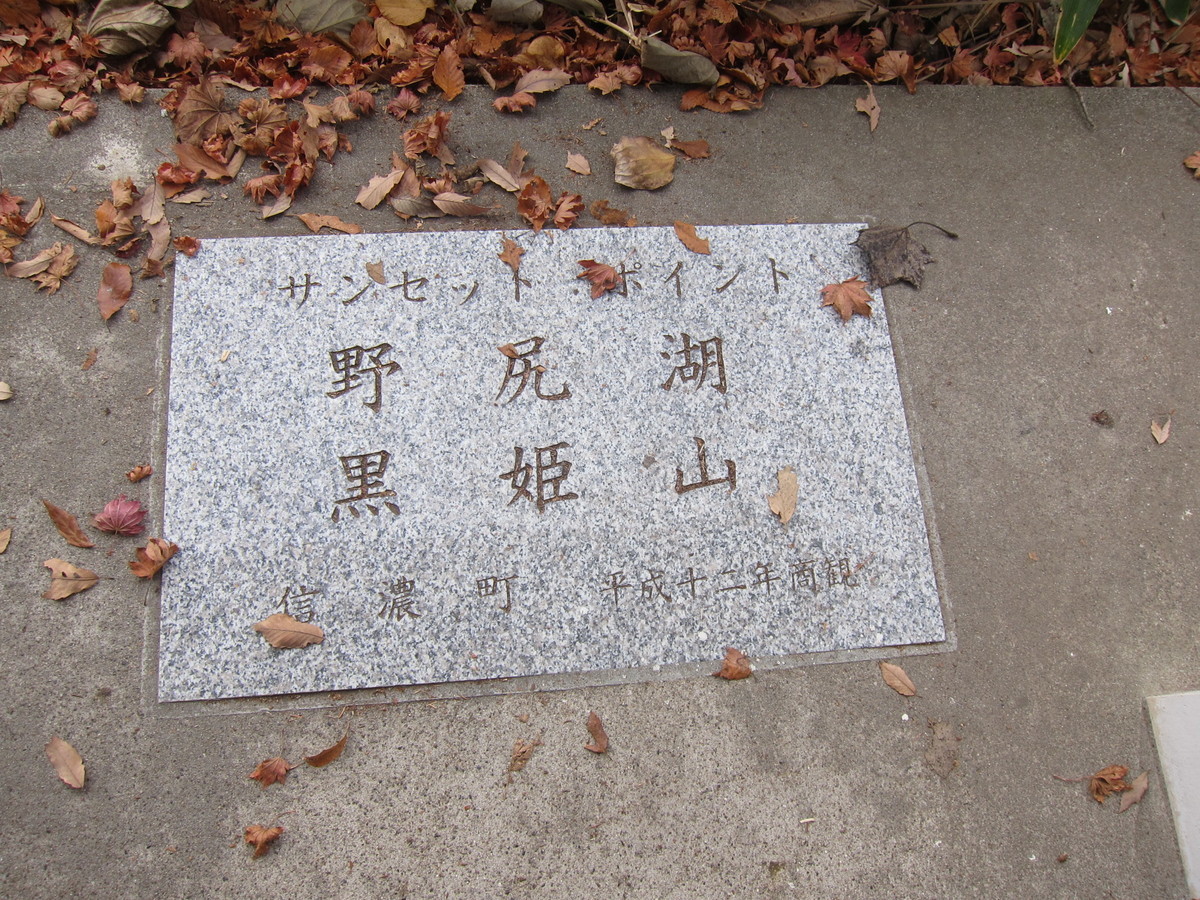 サンセット・ポイント
野尻湖
黒姫山
信濃町 平成十二年商観